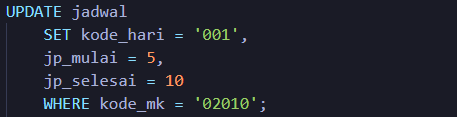 UPDATE jadwal
    SET kode_hari = '001',
    jp_mulai = 5,
    jp_selesai = 10
    WHERE kode_mk = '02010';